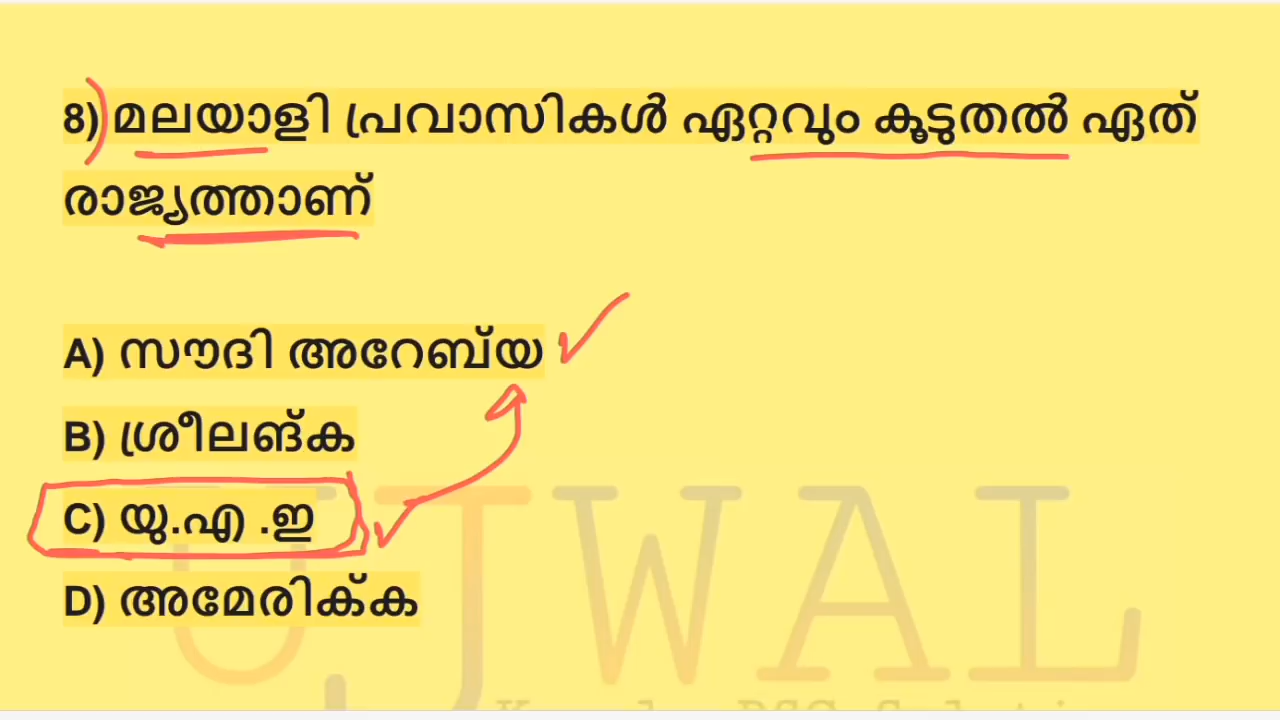 8) മലയാളി പ്രവാസികൾ ഏറ്റവും കൂടുതൽ ഏത്
രാജ്യത്താണ്
A) സൗദി അറേബ്യ
B) ശ്രീലങ്ക
C) യു.എ .ഇ
D) അമേരിക്ക
UJWAL